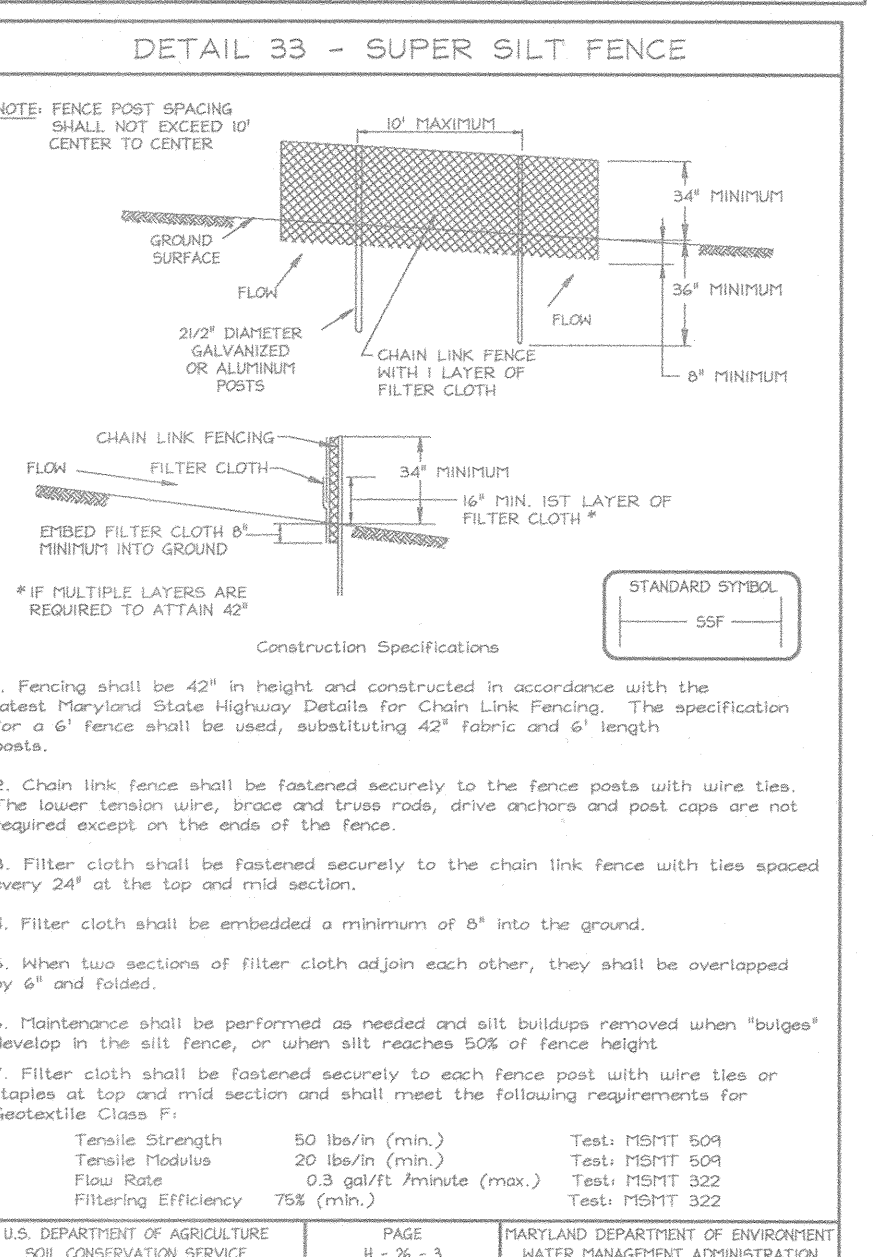 DETAIL 33 - SUPER SILT FENCE
NOTE: FENCE POST SPACING
SHALL NOT EXCEED 10'
CENTER TO CENTER
10' MAXIMUM
34" MINIMUM
GROUND
SURFACE
FLOW
36" MINIMUM
FLOW
21/2" DIAMETER
GALVANIZED
OR ALUMINUM
POSTS
CHAIN LINK FENCE
WITH 1 LAYER OF
FILTER CLOTH
8" MINIMUM
CHAIN LINK FENCING
FLOW
FILTER CLOTH
34" MINIMUM
16" MIN. 1ST LAYER OF
FILTER CLOTH *
EMBED FILTER CLOTH 8"
MINIMUM INTO GROUND
* IF MULTIPLE LAYERS ARE
REQUIRED TO ATTAIN 42"
STANDARD SYMBOL
SSF
Construction Specifications
. Fencing shall be 42" in height and constructed in accordance with the
latest Maryland State Highway Details for Chain Link Fencing. The specification
for a 6' fence shall be used, substituting 42" fabric and 6' length
posts.
2. Chain link fence shall be fastened securely to the fence posts with wire ties.
The lower tension wire, brace and truss rods, drive anchors and post caps are not
required except on the ends of the fence.
3. Filter cloth shall be fastened securely to the chain link fence with ties spaced
every 24" at the top and mid section.
4. Filter cloth shall be embedded a minimum of 8" into the ground.
5. When two sections of filter cloth adjoin each other, they shall be overlapped
by 6" and folded.
6. Maintenance shall be performed as needed and silt buildups removed when "bulges"
develop in the silt fence, or when silt reaches 50% of fence height
7. Filter cloth shall be fastened securely to each fence post with wire ties or
staples at top and mid section and shall meet the following requirements for
Geotextile Class F:
Tensile Strength 50 lbs/in (min.) Test: MSMT 509
Tensile Modulus 20 lbs/in (min.) Test: MSMT 509
Flow Rate 0.3 gal/ft /minute (max.) Test: MSMT 322
Filtering Efficiency 75% (min.) Test: MSMT 322
U.S. DEPARTMENT OF AGRICULTURE
SOIL CONSERVATION SERVICE
PAGE
H - 26 - 3
MARYLAND DEPARTMENT OF ENVIRONMENT
WATER MANAGEMENT ADMINISTRATION